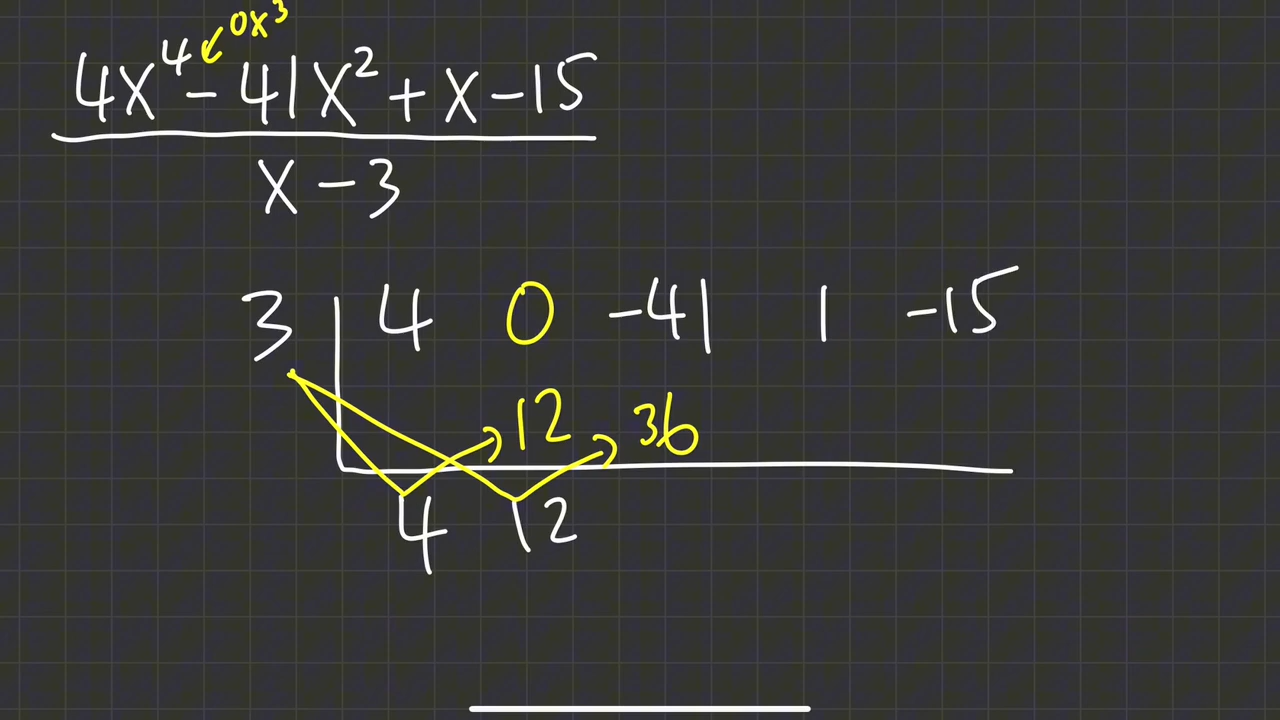 0x³
4x⁴ - 41x² + x - 15
x - 3
3 4 0 -41 1 -15
12 36
4 12